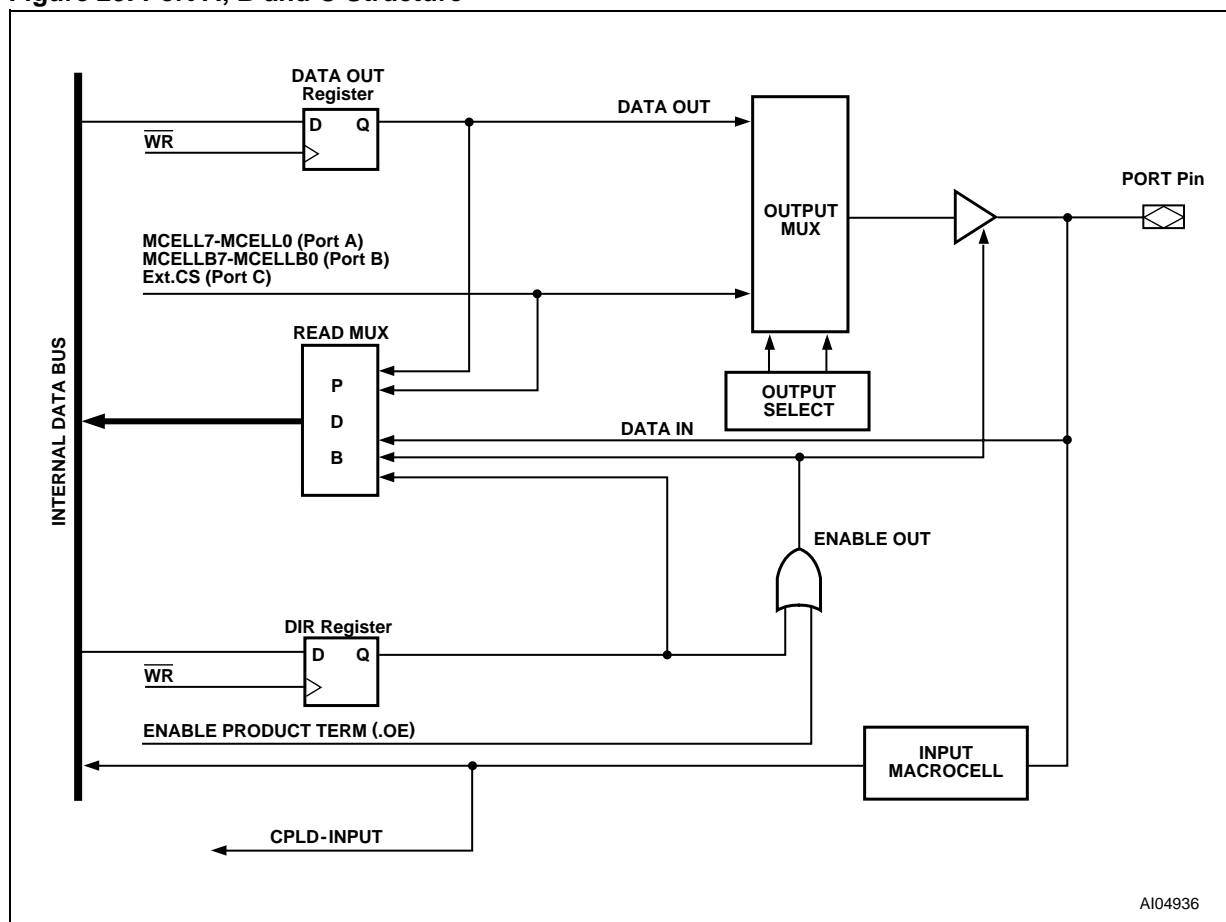 DATA OUT
Register
D Q
WR
DATA OUT
OUTPUT
MUX
PORT Pin
MCELL7-MCELL0 (Port A)
MCELLB7-MCELLB0 (Port B)
Ext.CS (Port C)
READ MUX
P
D
B
OUTPUT
SELECT
DATA IN
INTERNAL DATA BUS
ENABLE OUT
DIR Register
D Q
WR
ENABLE PRODUCT TERM (.OE)
INPUT
MACROCELL
CPLD-INPUT
AI04936